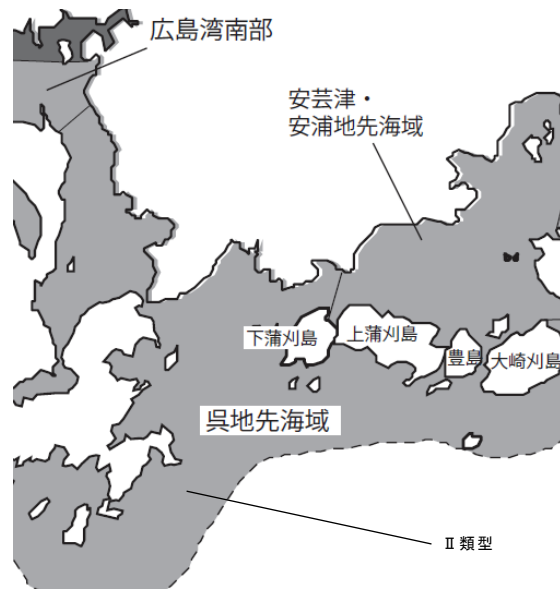 広島湾南部
安芸津・
安浦地先海域
下蒲刈島
上蒲刈島
豊島
大崎刈島
呉地先海域
Ⅱ類型